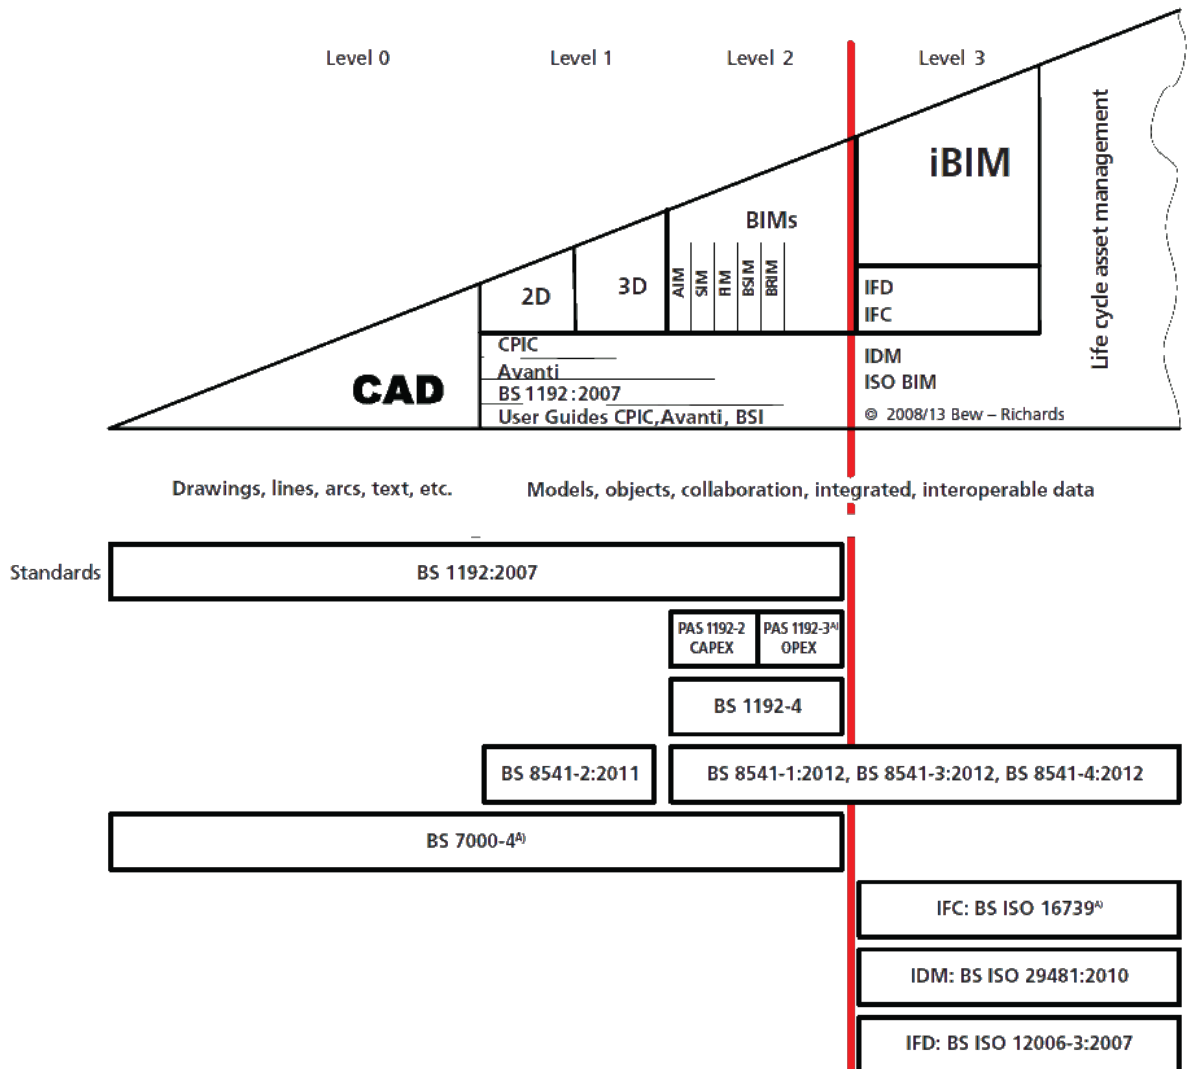 Level 0
Level 1
Level 2
Level 3
iBIM
BIMs
Life cycle asset management
2D
3D
AIM
SIM
FIM
BSIM
BRIM
IFD
IFC
CAD
CPIC
Avanti
BS 1192:2007
User Guides CPIC,Avanti, BSI
IDM
ISO BIM
© 2008/13 Bew – Richards
Drawings, lines, arcs, text, etc.
Models, objects, collaboration, integrated, interoperable data
Standards
BS 1192:2007
PAS 1192-2
CAPEX
PAS 1192-3A)
OPEX
BS 1192-4
BS 8541-2:2011
BS 8541-1:2012, BS 8541-3:2012, BS 8541-4:2012
BS 7000-4A)
IFC: BS ISO 16739A)
IDM: BS ISO 29481:2010
IFD: BS ISO 12006-3:2007